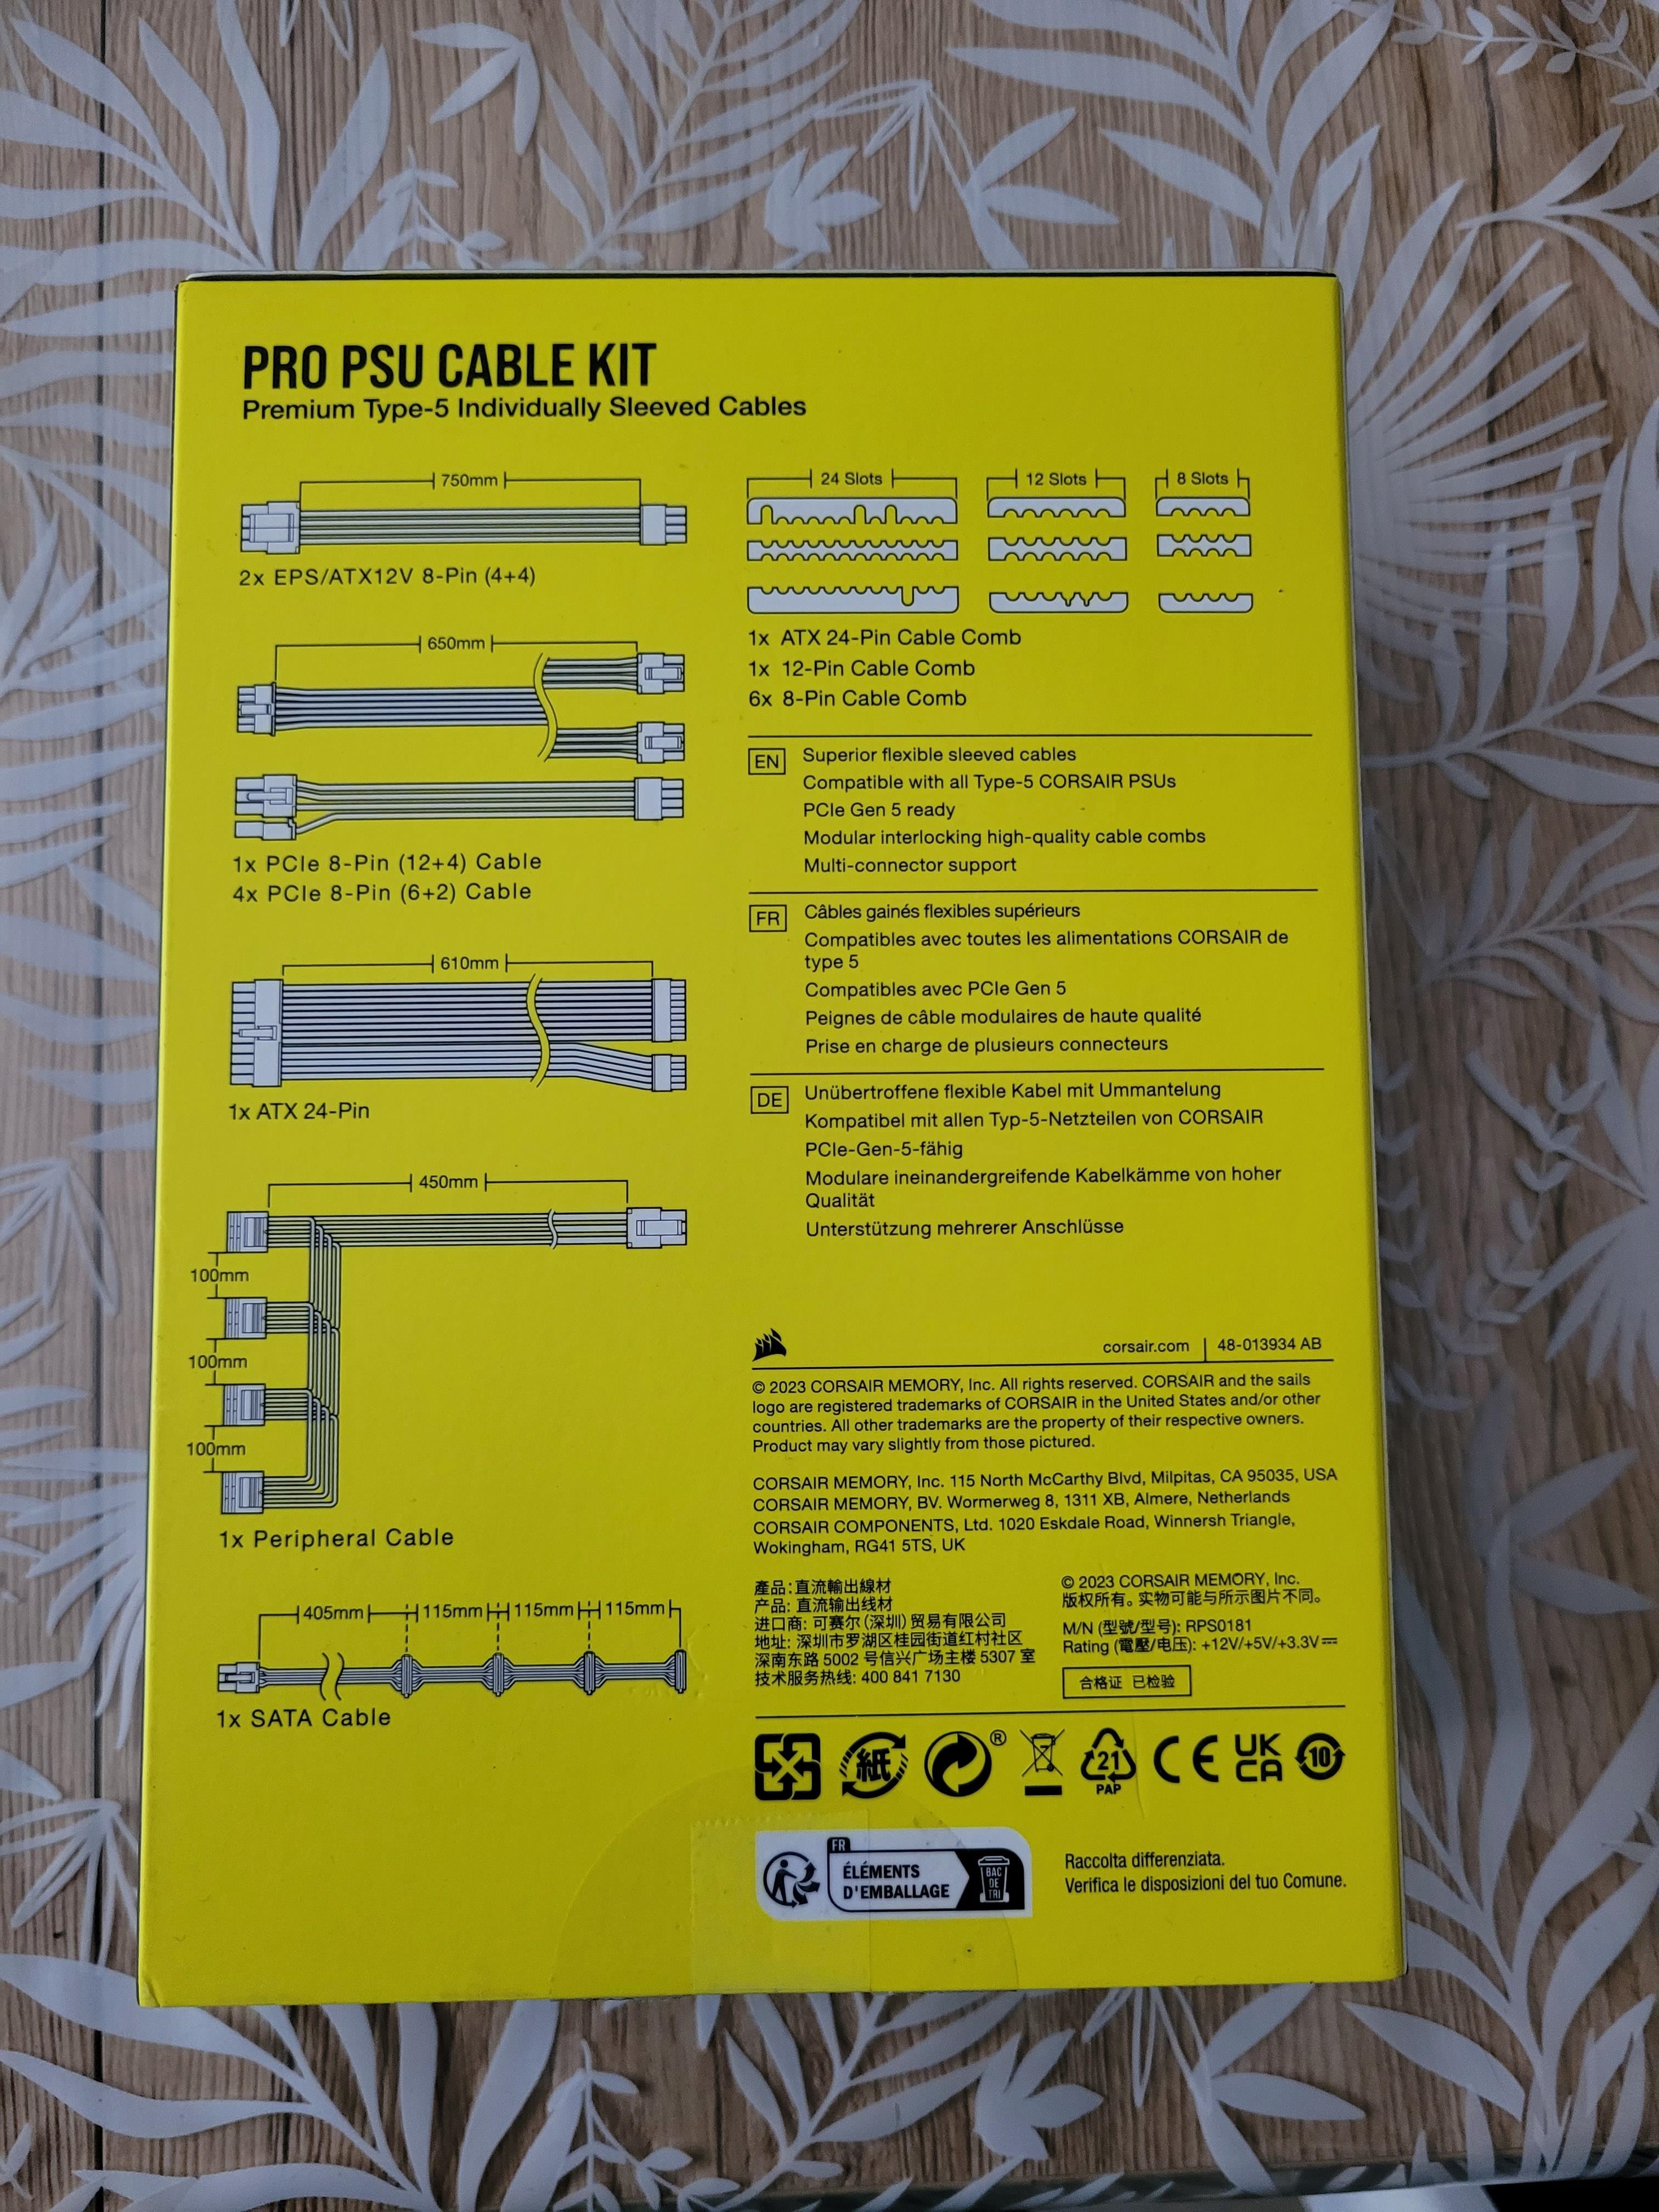 PRO PSU CABLE KIT
Premium Type-5 Individually Sleeved Cables
750mm
2x EPS/ATX12V 8-Pin (4+4)
650mm
1x PCIe 8-Pin (12+4) Cable
4x PCIe 8-Pin (6+2) Cable
610mm
1x ATX 24-Pin
450mm
100mm
100mm
100mm
1x Peripheral Cable
405mm 115mm 115mm 115mm
1x SATA Cable
24 Slots 12 Slots 8 Slots
1x ATX 24-Pin Cable Comb
1x 12-Pin Cable Comb
6x 8-Pin Cable Comb
EN Superior flexible sleeved cables
Compatible with all Type-5 CORSAIR PSUs
PCIe Gen 5 ready
Modular interlocking high-quality cable combs
Multi-connector support
FR Câbles gainés flexibles supérieurs
Compatibles avec toutes les alimentations CORSAIR de
type 5
Compatibles avec PCIe Gen 5
Peignes de câble modulaires de haute qualité
Prise en charge de plusieurs connecteurs
DE Unübertroffene flexible Kabel mit Ummantelung
Kompatibel mit allen Typ-5-Netzteilen von CORSAIR
PCIe-Gen-5-fähig
Modulare ineinandergreifende Kabelkämme von hoher
Qualität
Unterstützung mehrerer Anschlüsse
corsair.com | 48-013934 AB
© 2023 CORSAIR MEMORY, Inc. All rights reserved. CORSAIR and the sails
logo are registered trademarks of CORSAIR in the United States and/or other
countries. All other trademarks are the property of their respective owners.
Product may vary slightly from those pictured.
CORSAIR MEMORY, Inc. 115 North McCarthy Blvd, Milpitas, CA 95035, USA
CORSAIR MEMORY, BV. Wormerweg 8, 1311 XB, Almere, Netherlands
CORSAIR COMPONENTS, Ltd. 1020 Eskdale Road, Winnersh Triangle,
Wokingham, RG41 5TS, UK
產品:直流輸出線材
产品: 直流输出线材
进口商: 可赛尔(深圳)贸易有限公司
地址: 深圳市罗湖区桂园街道红村社区
深南东路 5002 号信兴广场主楼 5307 室
技术服务热线: 400 841 7130
© 2023 CORSAIR MEMORY, Inc.
版权所有。实物可能与所示图片不同。
M/N (型號/型号): RPS0181
Rating (電壓/电压): +12V/+5V/+3.3V⎓
合格证 已检验
紙 ® 21 CE UK 10
PAP CA
FR
ÉLÉMENTS
D'EMBALLAGE
BAC
DE
TRI
Raccolta differenziata.
Verifica le disposizioni del tuo Comune.